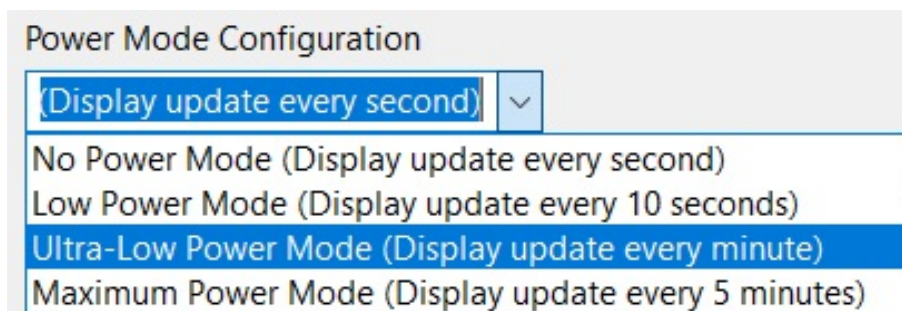 Power Mode Configuration
(Display update every second)
No Power Mode (Display update every second)
Low Power Mode (Display update every 10 seconds)
Ultra-Low Power Mode (Display update every minute)
Maximum Power Mode (Display update every 5 minutes)